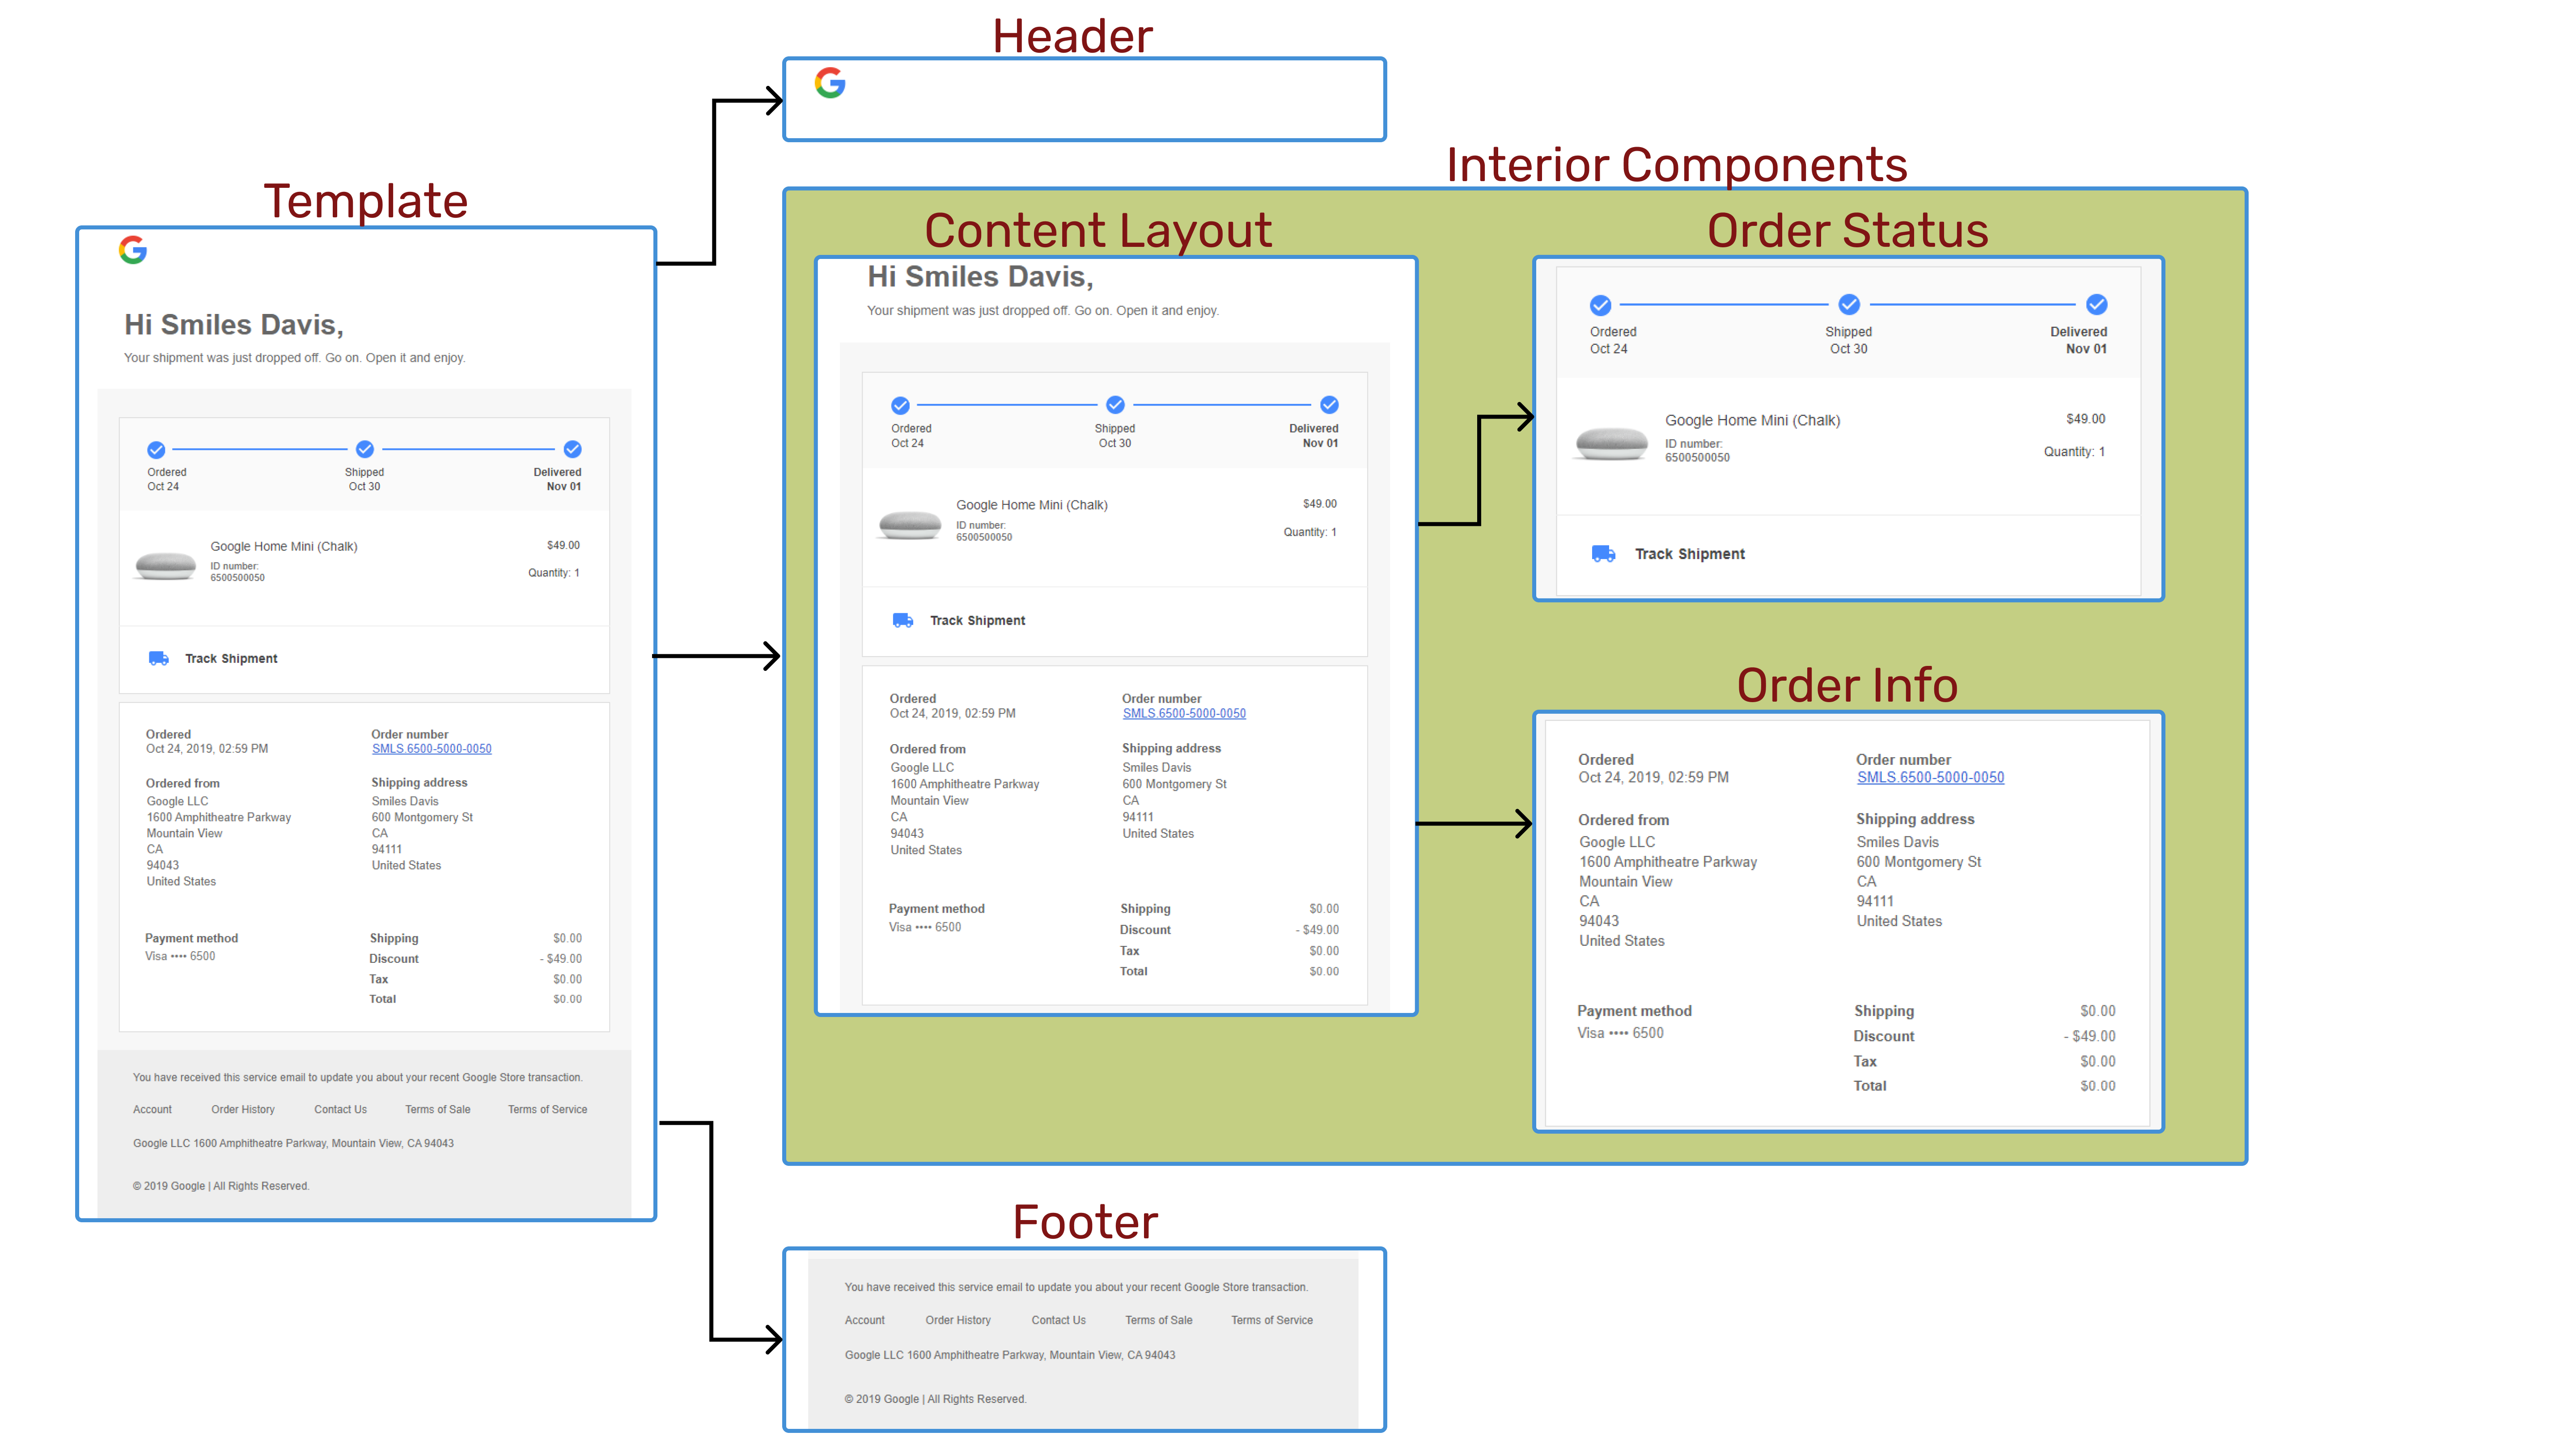 Header
Interior Components
Template
Hi Smiles Davis,
Your shipment was just dropped off. Go on. Open it and enjoy.
Ordered Shipped Delivered
Oct 24 Oct 30 Nov 01
Google Home Mini (Chalk) $49.00
ID number:
6500500050
Quantity: 1
Track Shipment
Ordered Order number
Oct 24, 2019, 02:59 PM SMLS.6500-5000-0050
Ordered from Shipping address
Google LLC Smiles Davis
1600 Amphitheatre Parkway 600 Montgomery St
Mountain View CA
CA 94111
94043 United States
United States
Payment method Shipping $0.00
Visa •••• 6500 Discount - $49.00
Tax $0.00
Total $0.00
You have received this service email to update you about your recent Google Store transaction.
Account Order History Contact Us Terms of Sale Terms of Service
Google LLC 1600 Amphitheatre Parkway, Mountain View, CA 94043
© 2019 Google | All Rights Reserved.
Content Layout
Hi Smiles Davis,
Your shipment was just dropped off. Go on. Open it and enjoy.
Ordered Shipped Delivered
Oct 24 Oct 30 Nov 01
Google Home Mini (Chalk) $49.00
ID number:
6500500050
Quantity: 1
Track Shipment
Ordered Order number
Oct 24, 2019, 02:59 PM SMLS.6500-5000-0050
Ordered from Shipping address
Google LLC Smiles Davis
1600 Amphitheatre Parkway 600 Montgomery St
Mountain View CA
CA 94111
94043 United States
United States
Payment method Shipping $0.00
Visa •••• 6500 Discount - $49.00
Tax $0.00
Total $0.00
Order Status
Ordered Shipped Delivered
Oct 24 Oct 30 Nov 01
Google Home Mini (Chalk) $49.00
ID number:
6500500050
Quantity: 1
Track Shipment
Order Info
Ordered Order number
Oct 24, 2019, 02:59 PM SMLS.6500-5000-0050
Ordered from Shipping address
Google LLC Smiles Davis
1600 Amphitheatre Parkway 600 Montgomery St
Mountain View CA
CA 94111
94043 United States
United States
Payment method Shipping $0.00
Visa •••• 6500 Discount - $49.00
Tax $0.00
Total $0.00
Footer
You have received this service email to update you about your recent Google Store transaction.
Account Order History Contact Us Terms of Sale Terms of Service
Google LLC 1600 Amphitheatre Parkway, Mountain View, CA 94043
© 2019 Google | All Rights Reserved.